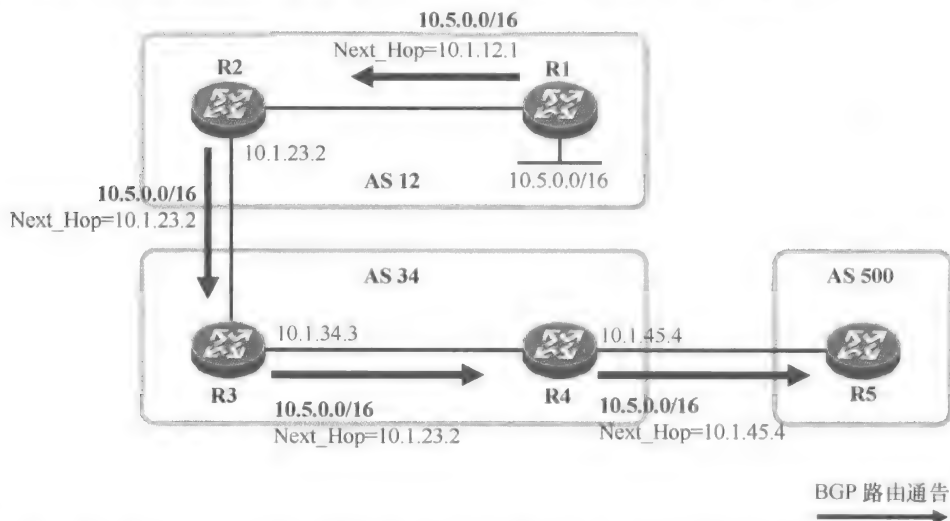 10.5.0.0/16
Next_Hop=10.1.12.1
R2
R1
10.1.23.2
AS 12
10.5.0.0/16
10.5.0.0/16
Next_Hop=10.1.23.2
AS 34
AS 500
10.1.34.3
10.1.45.4
R3
R4
R5
10.5.0.0/16
Next_Hop=10.1.23.2
10.5.0.0/16
Next_Hop=10.1.45.4
BGP 路由通告